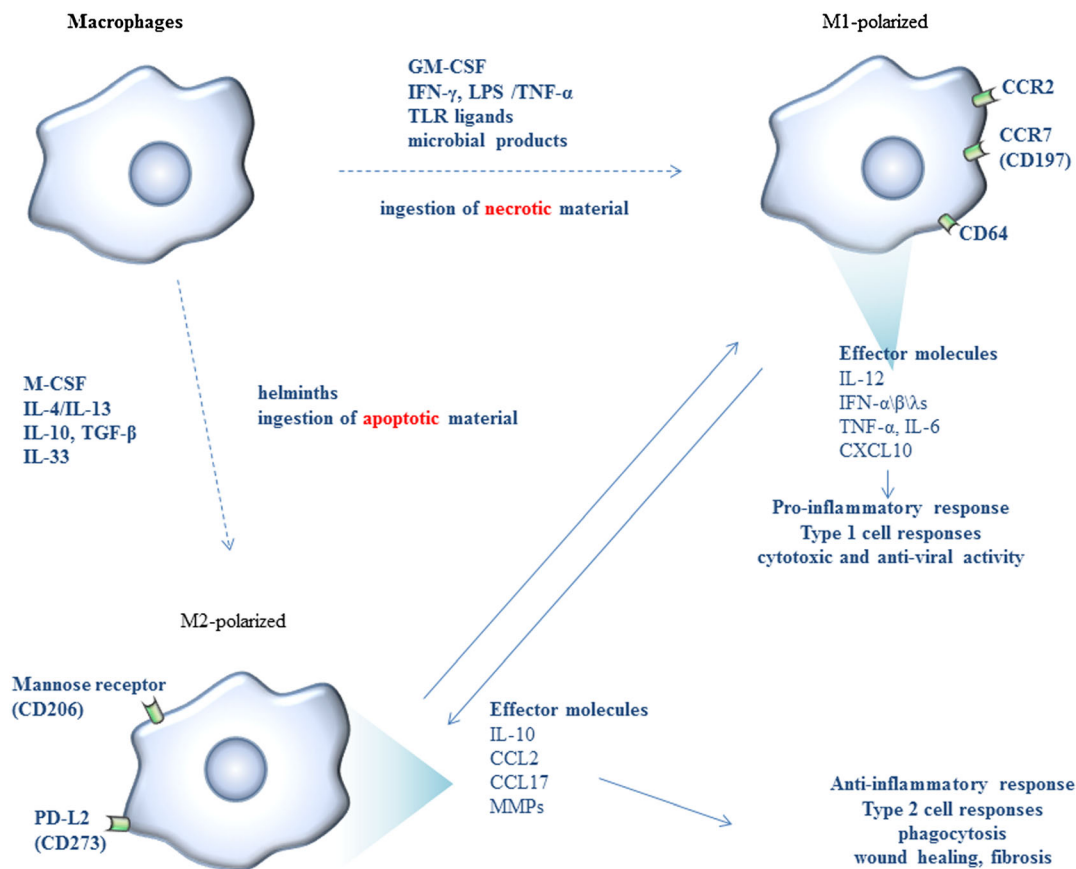 Macrophages
M1-polarized
GM-CSF
IFN-γ, LPS /TNF-α
TLR ligands
microbial products
ingestion of necrotic material
CCR2
CCR7
(CD197)
CD64
Effector molecules
IL-12
IFN-α\β\λs
TNF-α, IL-6
CXCL10
Pro-inflammatory response
Type 1 cell responses
cytotoxic and anti-viral activity
M-CSF
IL-4/IL-13
IL-10, TGF-β
IL-33
helminths
ingestion of apoptotic material
M2-polarized
Mannose receptor
(CD206)
PD-L2
(CD273)
Effector molecules
IL-10
CCL2
CCL17
MMPs
Anti-inflammatory response
Type 2 cell responses
phagocytosis
wound healing, fibrosis